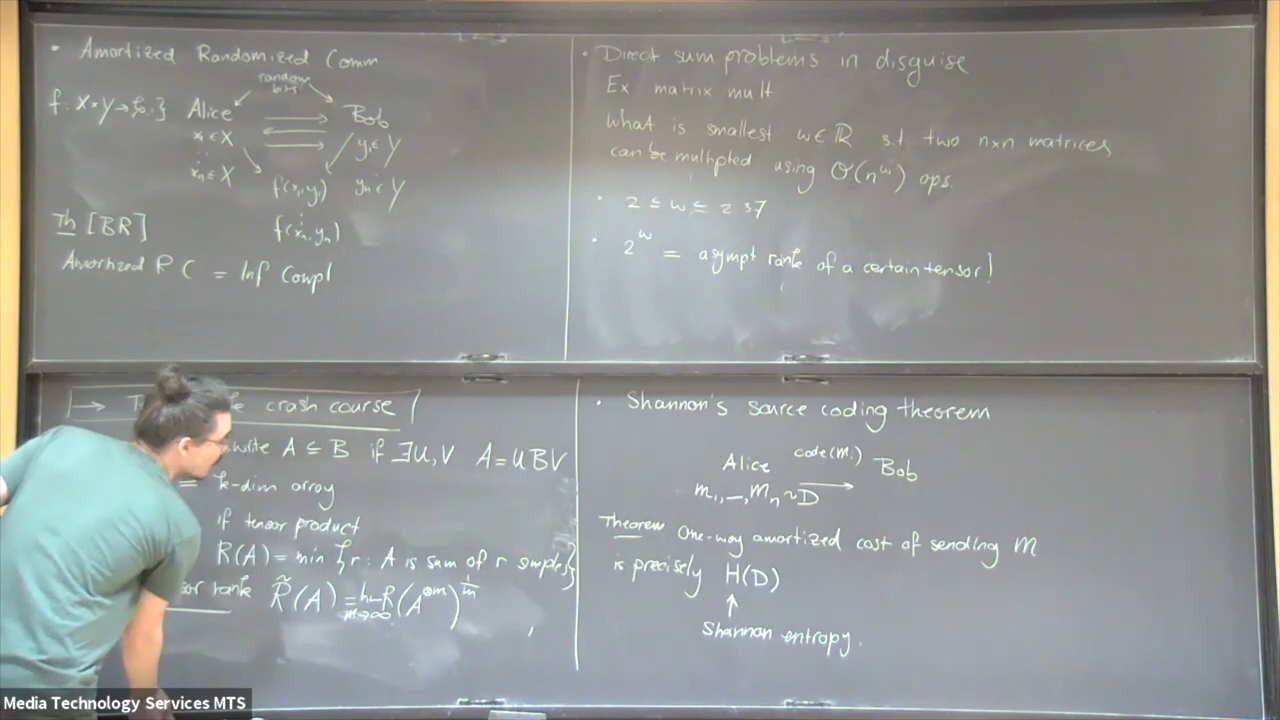 • Amortized Randomized Comm
random
bits
f: X×Y→{0,1} Alice Bob
x₁∈X y₁∈Y
⋮
xₙ∈X f(x₁,y₁) yₙ∈Y
⋮
f(xₙ,yₙ)
Th [BR]
Amortized R C = Inf Compl
• Direct sum problems in disguise
Ex matrix mult
What is smallest w∈ℝ s.t. two n×n matrices
can be multipled using O(n^w) ops.
• 2 ≤ w ≤ 2 37
• 2^w = asympt rank of a certain tensor!
→ crash course
write A ≤ B if ∃U,V A=UBV
= k-dim array
if tensor product
R(A) = min {r : A is sum of r simples}
rank R̃(A) = lim m→∞ R(A^⊗m)^(1/m)
• Shannon's source coding theorem
code(m₁)
Alice Bob
m₁,—,mₙ ~ D
Theorem One-way amortized cost of sending M
is precisely H(D)
↑
Shannon entropy.
Media Technology Services MTS